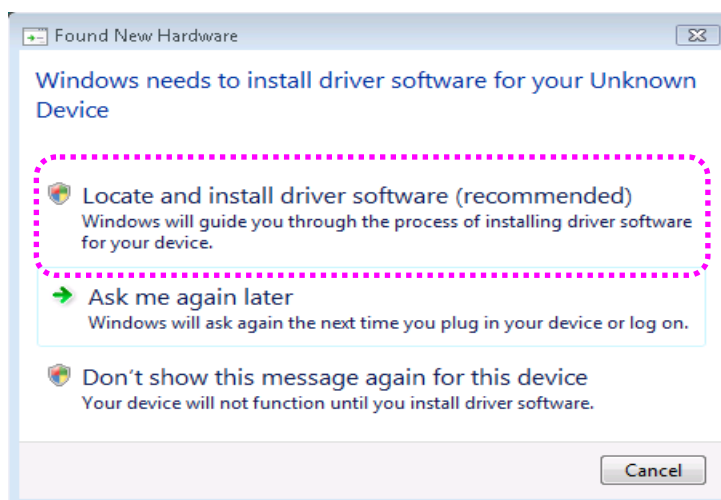 Found New Hardware
Windows needs to install driver software for your Unknown
Device
Locate and install driver software (recommended)
Windows will guide you through the process of installing driver software
for your device.
Ask me again later
Windows will ask again the next time you plug in your device or log on.
Don't show this message again for this device
Your device will not function until you install driver software.
Cancel